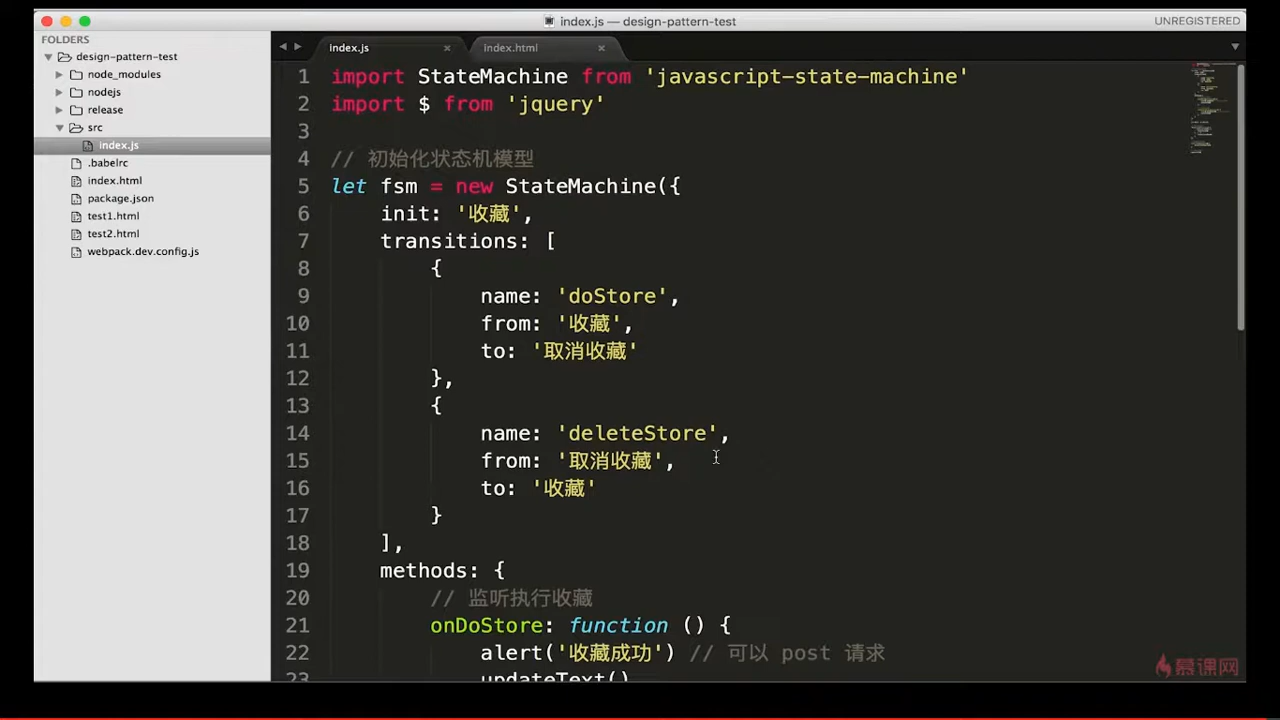 index.js — design-pattern-test
UNREGISTERED
FOLDERS
design-pattern-test
node_modules
nodejs
release
src
index.js
.babelrc
index.html
package.json
test1.html
test2.html
webpack.dev.config.js
index.js
index.html
1 import StateMachine from 'javascript-state-machine'
2 import $ from 'jquery'
3
4 // 初始化状态机模型
5 let fsm = new StateMachine({
6 init: '收藏',
7 transitions: [
8 {
9 name: 'doStore',
10 from: '收藏',
11 to: '取消收藏'
12 },
13 {
14 name: 'deleteStore',
15 from: '取消收藏',
16 to: '收藏'
17 }
18 ],
19 methods: {
20 // 监听执行收藏
21 onDoStore: function () {
22 alert('收藏成功') // 可以 post 请求
23 updateText()
慕课网